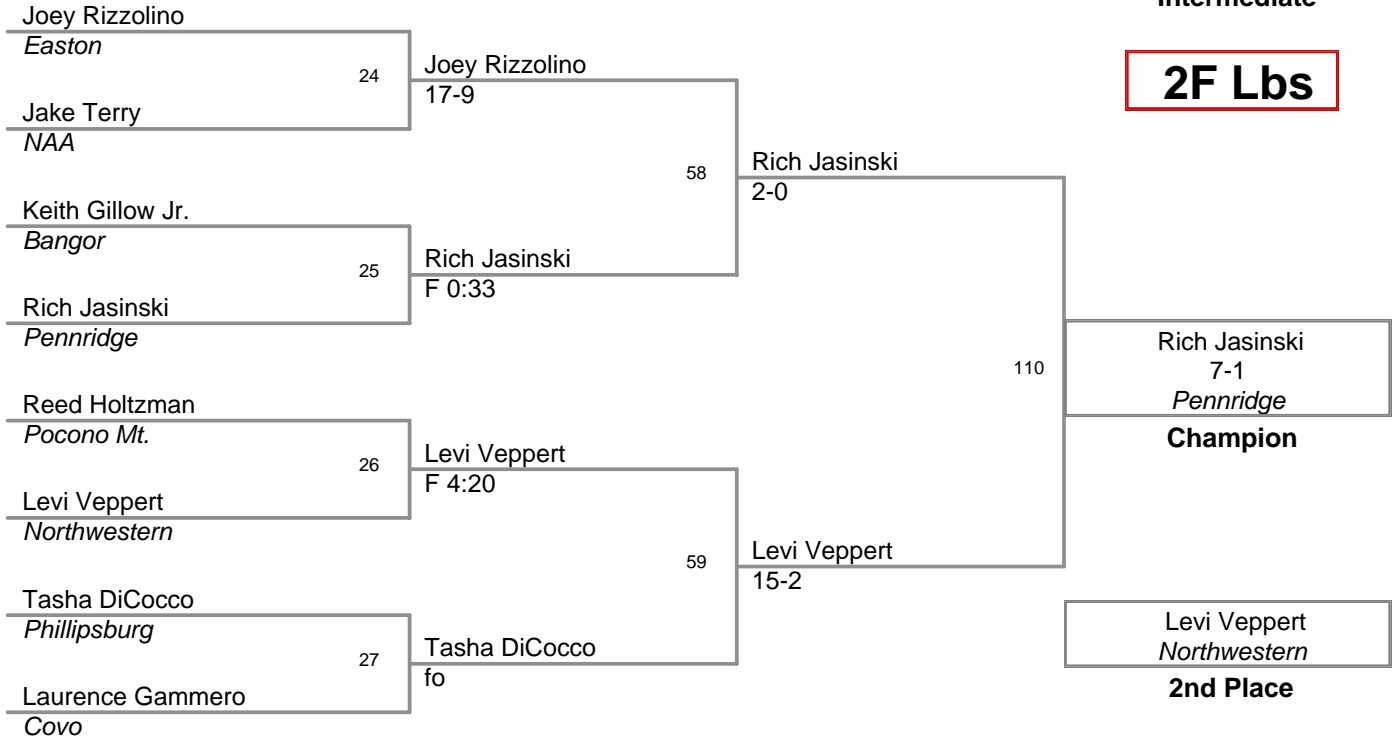 Intermediate
2F Lbs
Joey Rizzolino
Easton
24
Jake Terry
NAA
Joey Rizzolino
17-9
Keith Gillow Jr.
Bangor
25
Rich Jasinski
Pennridge
Rich Jasinski
F 0:33
58
Rich Jasinski
2-0
Reed Holtzman
Pocono Mt.
26
Levi Veppert
Northwestern
Levi Veppert
F 4:20
Tasha DiCocco
Phillipsburg
27
Laurence Gammero
Covo
Tasha DiCocco
fo
59
Levi Veppert
15-2
110
Rich Jasinski
7-1
Pennridge
Champion
Levi Veppert
Northwestern
2nd Place